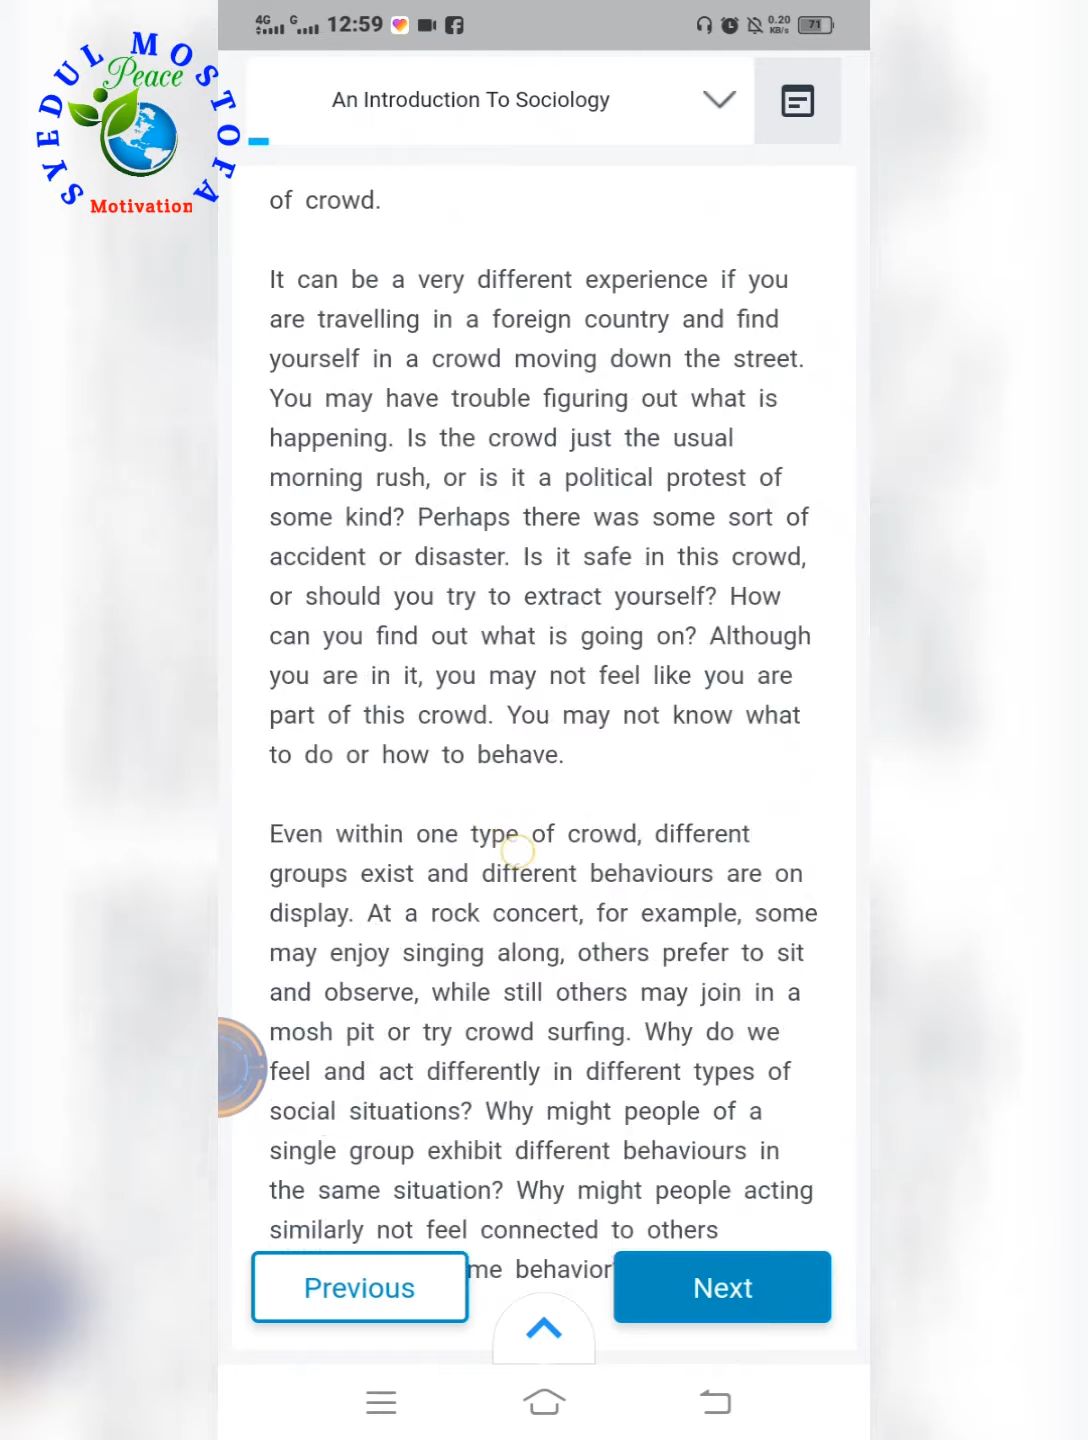 SYEDUL MOSTOFA
Peace
Motivation
4G G 12:59 0.20 KB/s 71
An Introduction To Sociology
of crowd.
It can be a very different experience if you
are travelling in a foreign country and find
yourself in a crowd moving down the street.
You may have trouble figuring out what is
happening. Is the crowd just the usual
morning rush, or is it a political protest of
some kind? Perhaps there was some sort of
accident or disaster. Is it safe in this crowd,
or should you try to extract yourself? How
can you find out what is going on? Although
you are in it, you may not feel like you are
part of this crowd. You may not know what
to do or how to behave.
Even within one type of crowd, different
groups exist and different behaviours are on
display. At a rock concert, for example, some
may enjoy singing along, others prefer to sit
and observe, while still others may join in a
mosh pit or try crowd surfing. Why do we
feel and act differently in different types of
social situations? Why might people of a
single group exhibit different behaviours in
the same situation? Why might people acting
similarly not feel connected to others
me behavior
Previous
Next